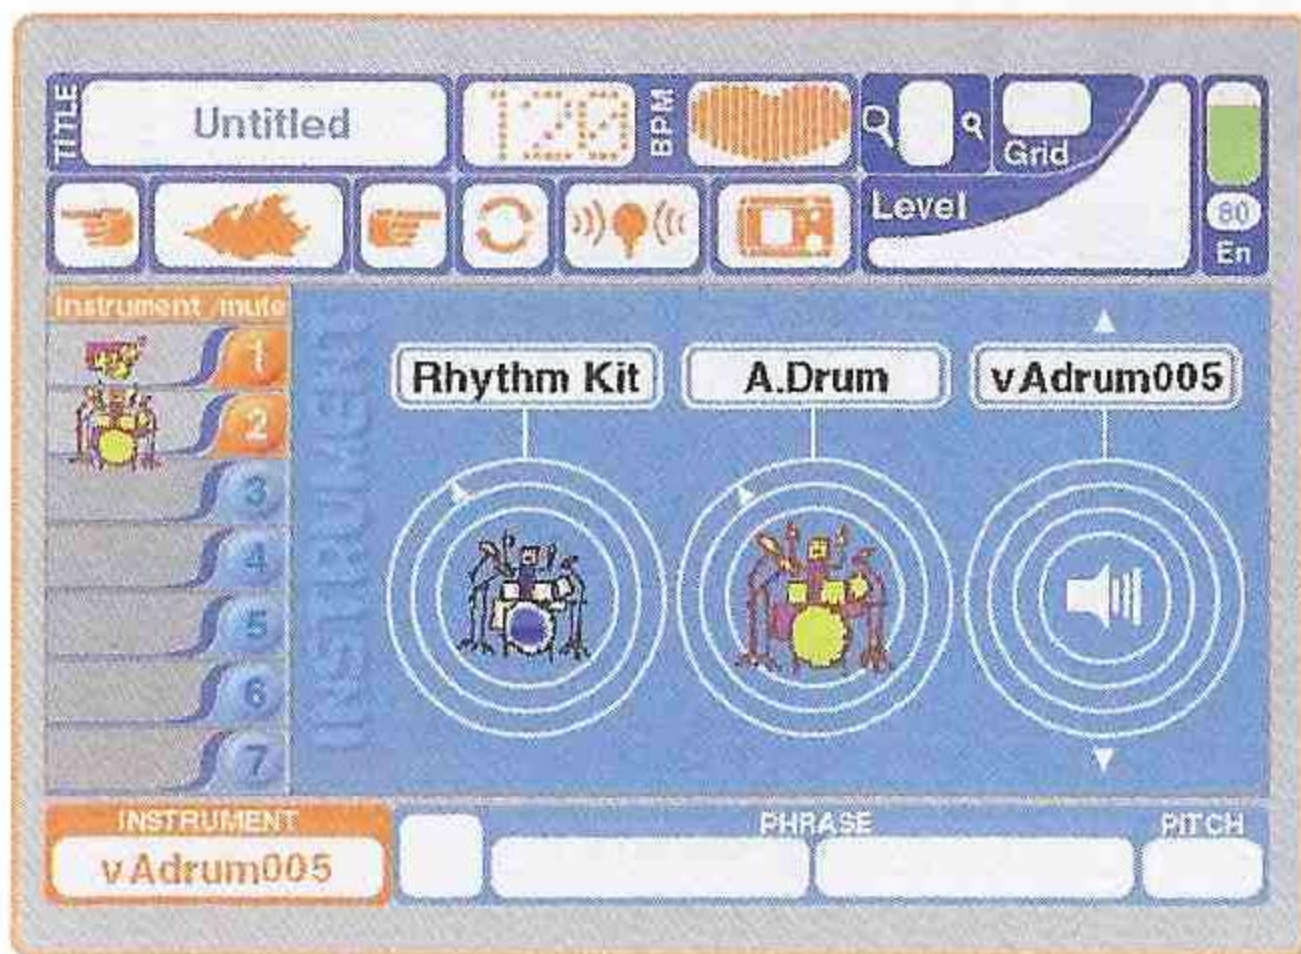 TITLE
Untitled
120
BPM
Grid
Level
80
En
Instrument mute
1
2
3
4
5
6
7
INSTRUMENT
Rhythm Kit
A.Drum
vAdrum005
INSTRUMENT
vAdrum005
PHRASE
PITCH